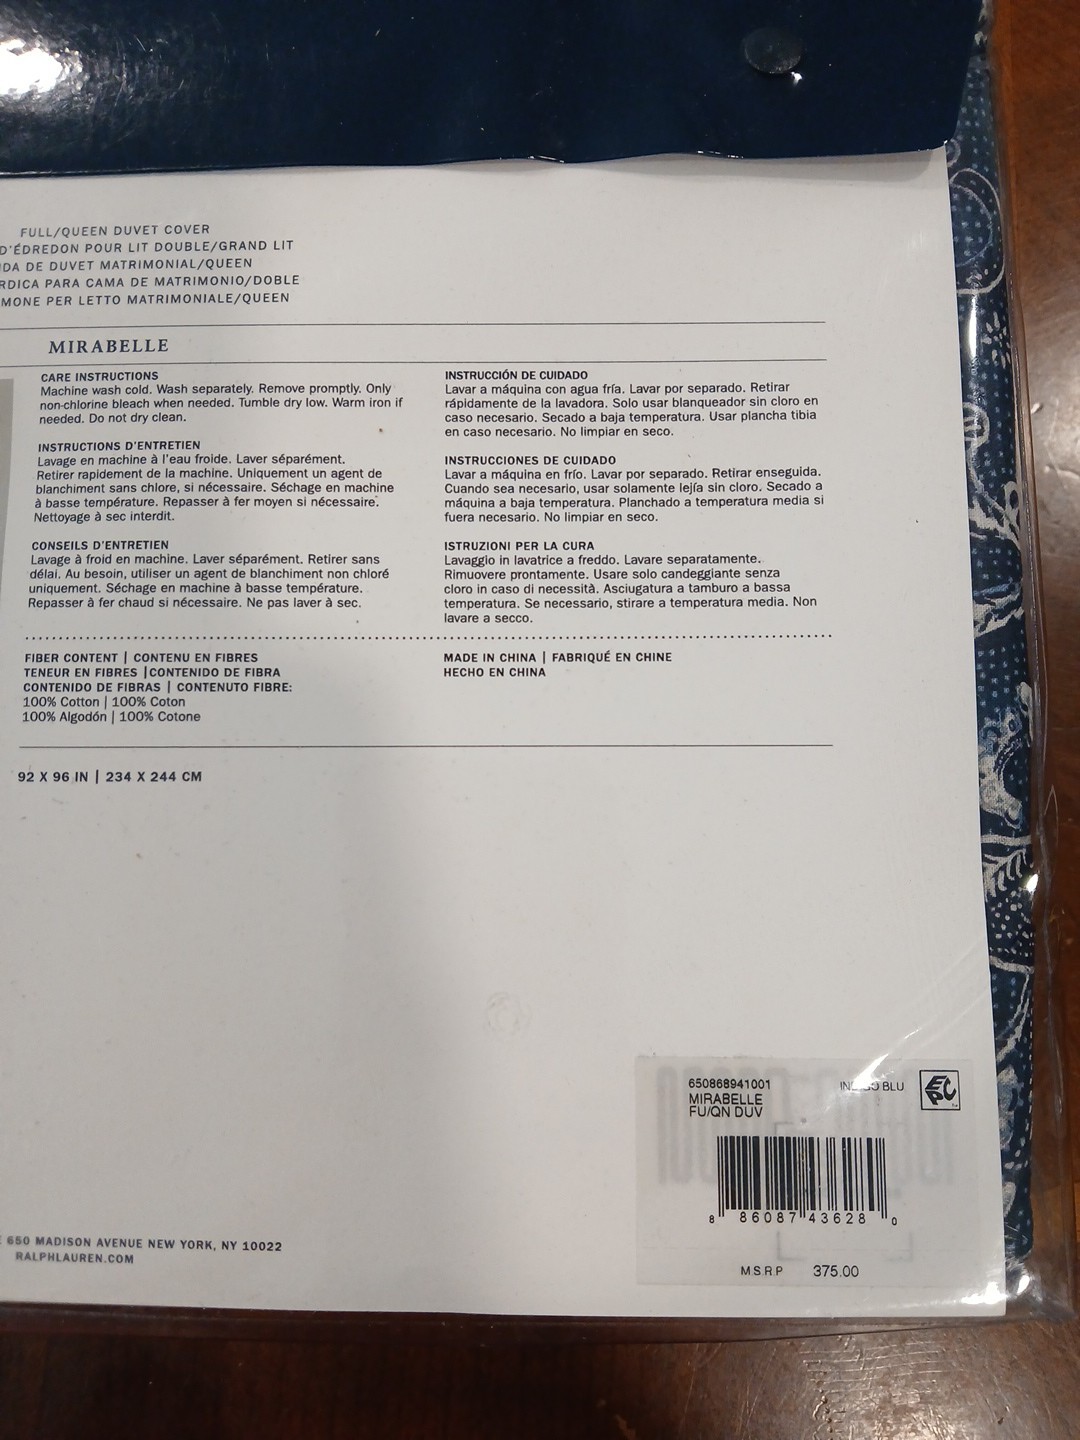 FULL/QUEEN DUVET COVER
D'ÉDREDON POUR LIT DOUBLE/GRAND LIT
DE DUVET MATRIMONIAL/QUEEN
PARA CAMA DE MATRIMONIO/DOBLE
PER LETTO MATRIMONIALE/QUEEN
MIRABELLE
CARE INSTRUCTIONS
Machine wash cold. Wash separately. Remove promptly. Only
non-chlorine bleach when needed. Tumble dry low. Warm iron if
needed. Do not dry clean.
INSTRUCTIONS D'ENTRETIEN
Lavage en machine à l'eau froide. Laver séparément.
Retirer rapidement de la machine. Uniquement un agent de
blanchiment sans chlore, si nécessaire. Séchage en machine
à basse température. Repasser à fer moyen si nécessaire.
Nettoyage à sec interdit.
CONSEILS D'ENTRETIEN
Lavage à froid en machine. Laver séparément. Retirer sans
délai. Au besoin, utiliser un agent de blanchiment non chloré
uniquement. Séchage en machine à basse température.
Repasser à fer chaud si nécessaire. Ne pas laver à sec.
INSTRUCCIÓN DE CUIDADO
Lavar a máquina con agua fría. Lavar por separado. Retirar
rápidamente de la lavadora. Solo usar blanqueador sin cloro en
caso necesario. Secado a baja temperatura. Usar plancha tibia
en caso necesario. No limpiar en seco.
INSTRUCCIONES DE CUIDADO
Lavar a máquina en frío. Lavar por separado. Retirar enseguida.
Cuando sea necesario, usar solamente lejía sin cloro. Secado a
máquina a baja temperatura. Planchado a temperatura media si
fuera necesario. No limpiar en seco.
ISTRUZIONI PER LA CURA
Lavaggio in lavatrice a freddo. Lavare separatamente.
Rimuovere prontamente. Usare solo candeggiante senza
cloro in caso di necessità. Asciugatura a tamburo a bassa
temperatura. Se necessario, stirare a temperatura media. Non
lavare a secco.
FIBER CONTENT | CONTENU EN FIBRES
TENEUR EN FIBRES |CONTENIDO DE FIBRA
CONTENIDO DE FIBRAS | CONTENUTO FIBRE:
100% Cotton | 100% Coton
100% Algodón | 100% Cotone
MADE IN CHINA | FABRIQUÉ EN CHINE
HECHO EN CHINA
92 X 96 IN | 234 X 244 CM
650868941001
BLU
EPC
MIRABELLE
FU/QN DUV
8 86087 43628 0
M.S.R.P 375.00
650 MADISON AVENUE NEW YORK, NY 10022
RALPHLAUREN.COM